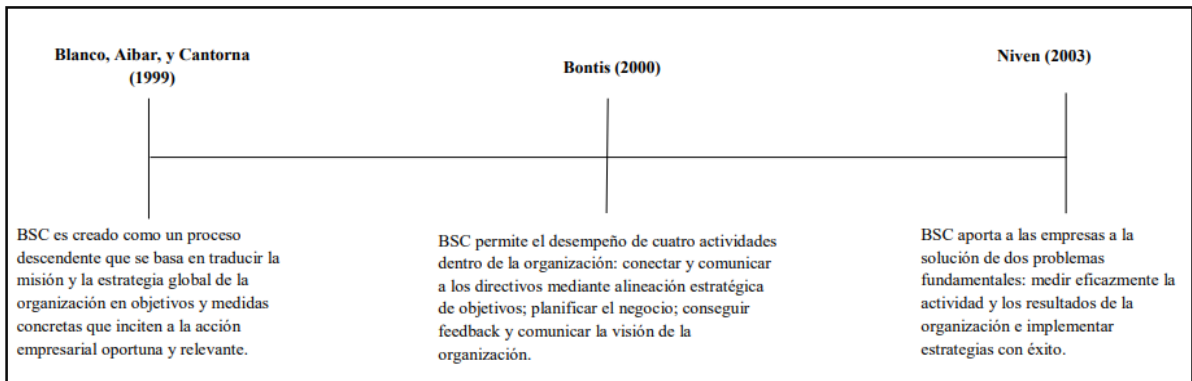 Blanco, Aibar, y Cantorna
(1999)
BSC es creado como un proceso
descendente que se basa en traducir la
misión y la estrategia global de la
organización en objetivos y medidas
concretas que inciten a la acción
empresarial oportuna y relevante.
Bontis (2000)
BSC permite el desempeño de cuatro actividades
dentro de la organización: conectar y comunicar
a los directivos mediante alineación estratégica
de objetivos; planificar el negocio; conseguir
feedback y comunicar la visión de la
organización.
Niven (2003)
BSC aporta a las empresas a la
solución de dos problemas
fundamentales: medir eficazmente la
actividad y los resultados de la
organización e implementar
estrategias con éxito.